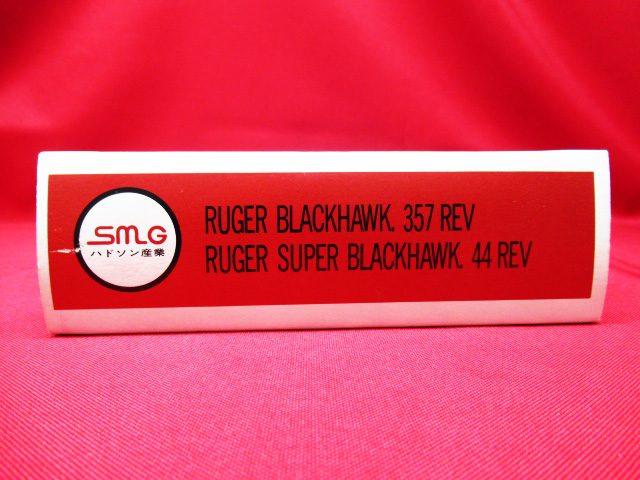 SMG
ハドソン産業
RUGER BLACKHAWK. 357 REV
RUGER SUPER BLACKHAWK. 44 REV